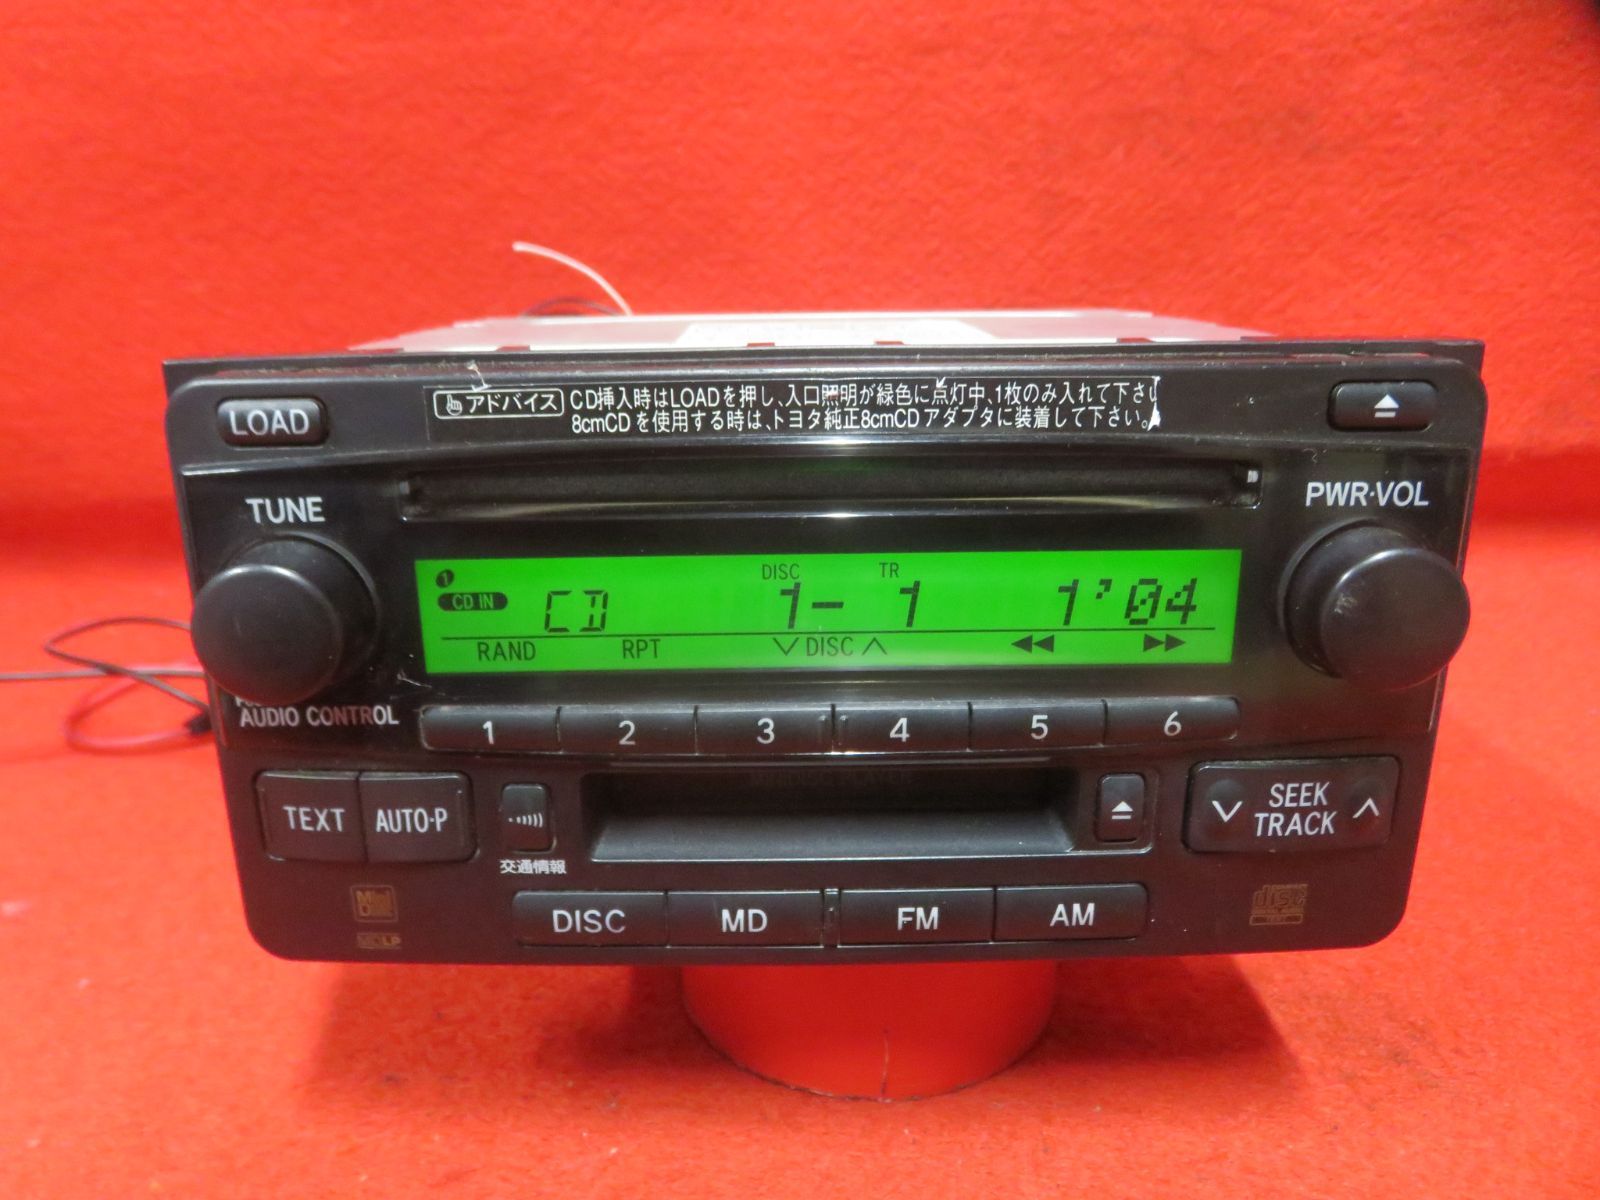 アドバイス CD挿入時はLOADを押し、入口照明が緑色に点灯中、1枚のみ入れて下さい
8cmCDを使用する時は、トヨタ純正8cmCDアダプタに装着して下さい。
LOAD
TUNE
PWR·VOL
DISC TR
1
CD IN CD 1- 1 1'04
RAND RPT DISC
AUDIO CONTROL
1 2 3 4 5 6
TEXT AUTO·P
SEEK
TRACK
交通情報
DISC MD FM AM
Mini
Disc
MDLP
disc